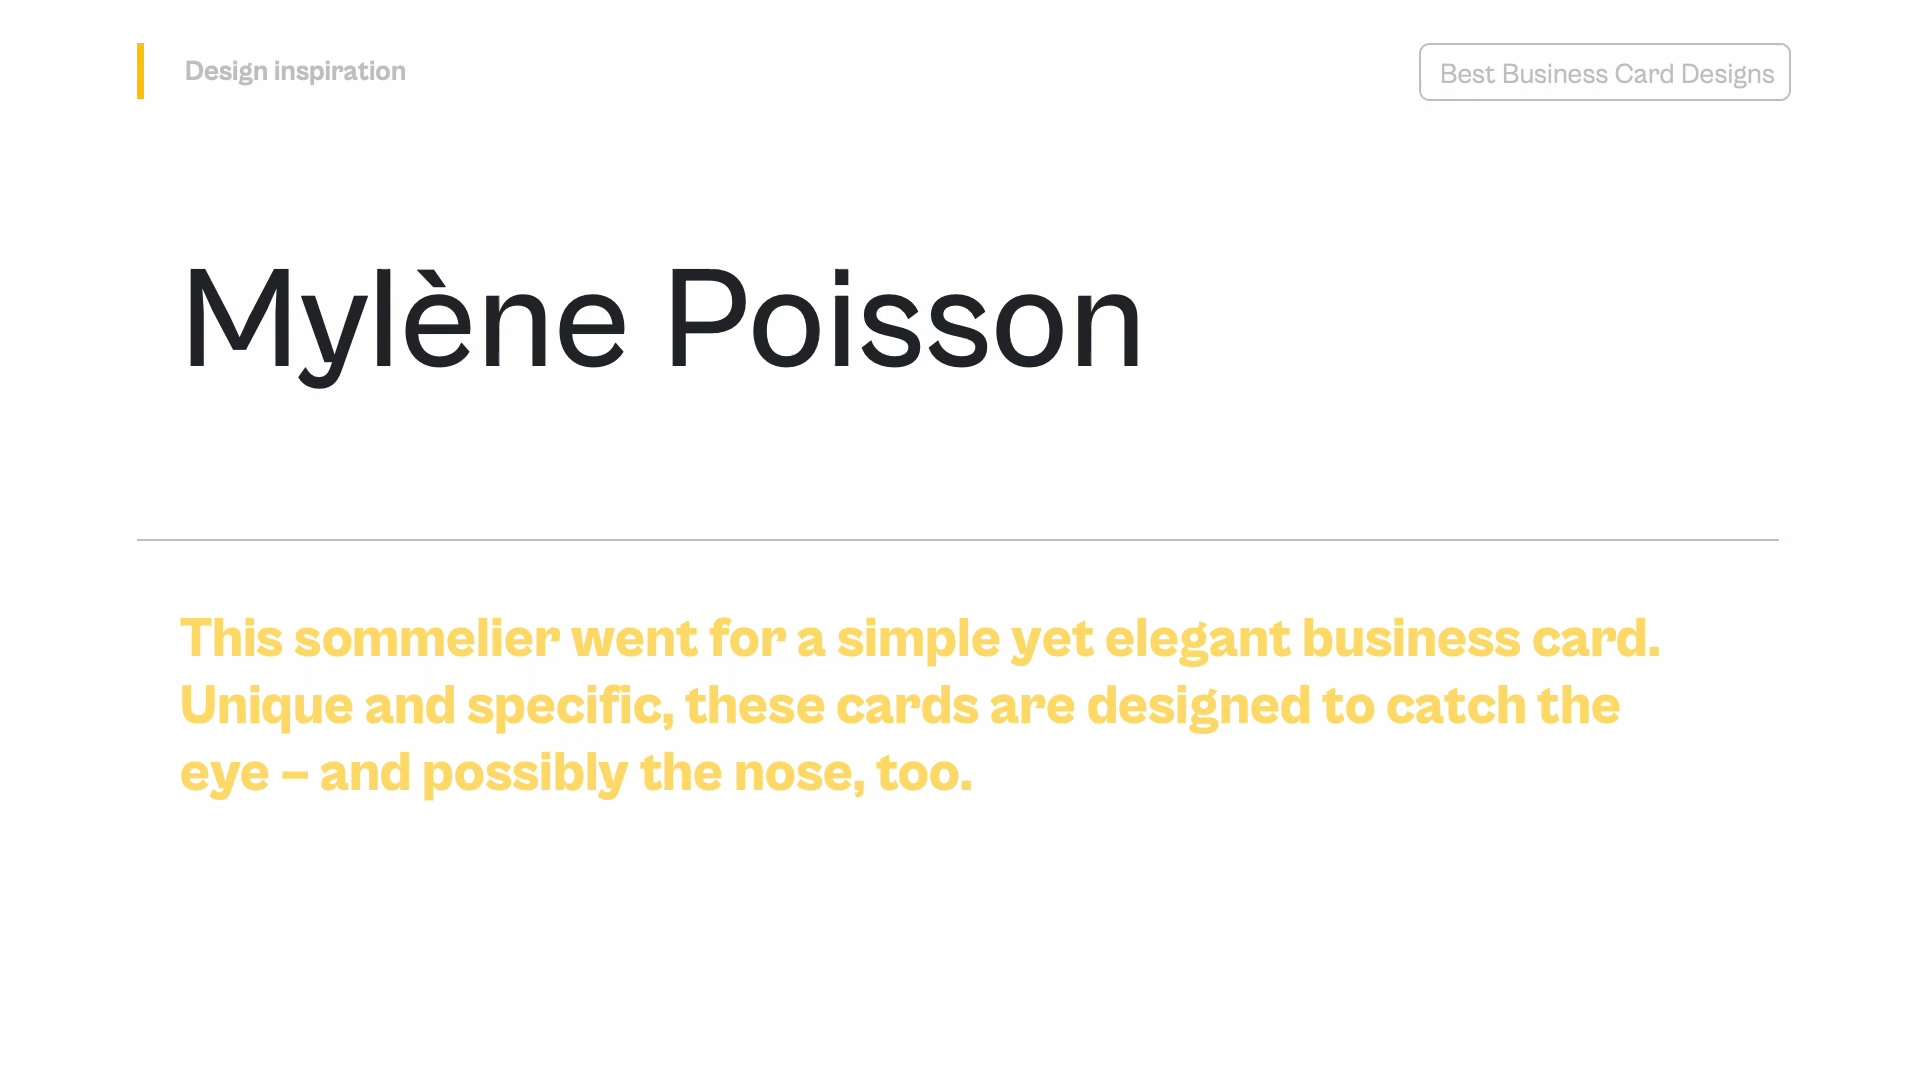 Design inspiration
Best Business Card Designs
Mylène Poisson
This sommelier went for a simple yet elegant business card.
Unique and specific, these cards are designed to catch the
eye – and possibly the nose, too.